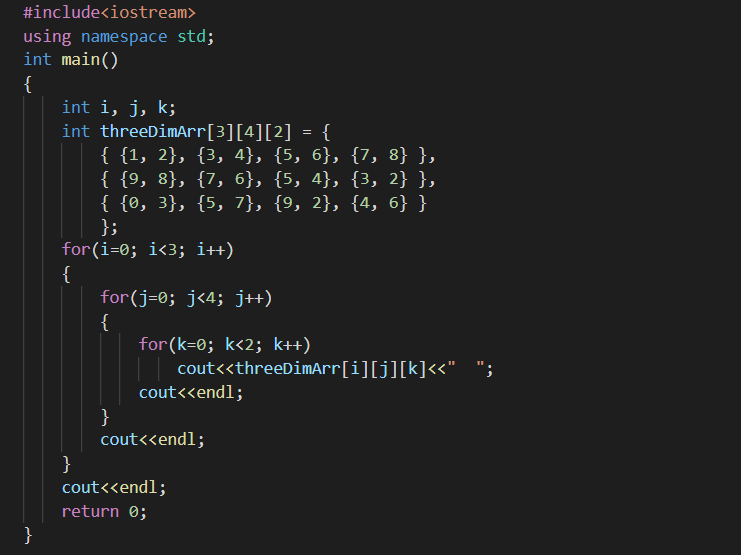 #include<iostream>
using namespace std;
int main()
{
    int i, j, k;
    int threeDimArr[3][4][2] = {
        { {1, 2}, {3, 4}, {5, 6}, {7, 8} },
        { {9, 8}, {7, 6}, {5, 4}, {3, 2} },
        { {0, 3}, {5, 7}, {9, 2}, {4, 6} }
        };
    for(i=0; i<3; i++)
    {
        for(j=0; j<4; j++)
        {
            for(k=0; k<2; k++)
                cout<<threeDimArr[i][j][k]<<"  ";
            cout<<endl;
        }
        cout<<endl;
    }
    cout<<endl;
    return 0;
}